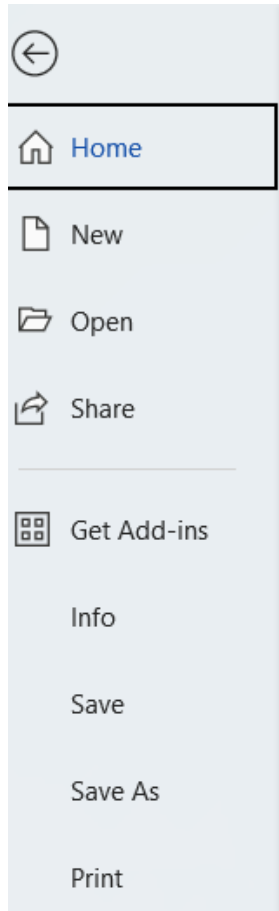 Home
New
Open
Share
Get Add-ins
Info
Save
Save As
Print